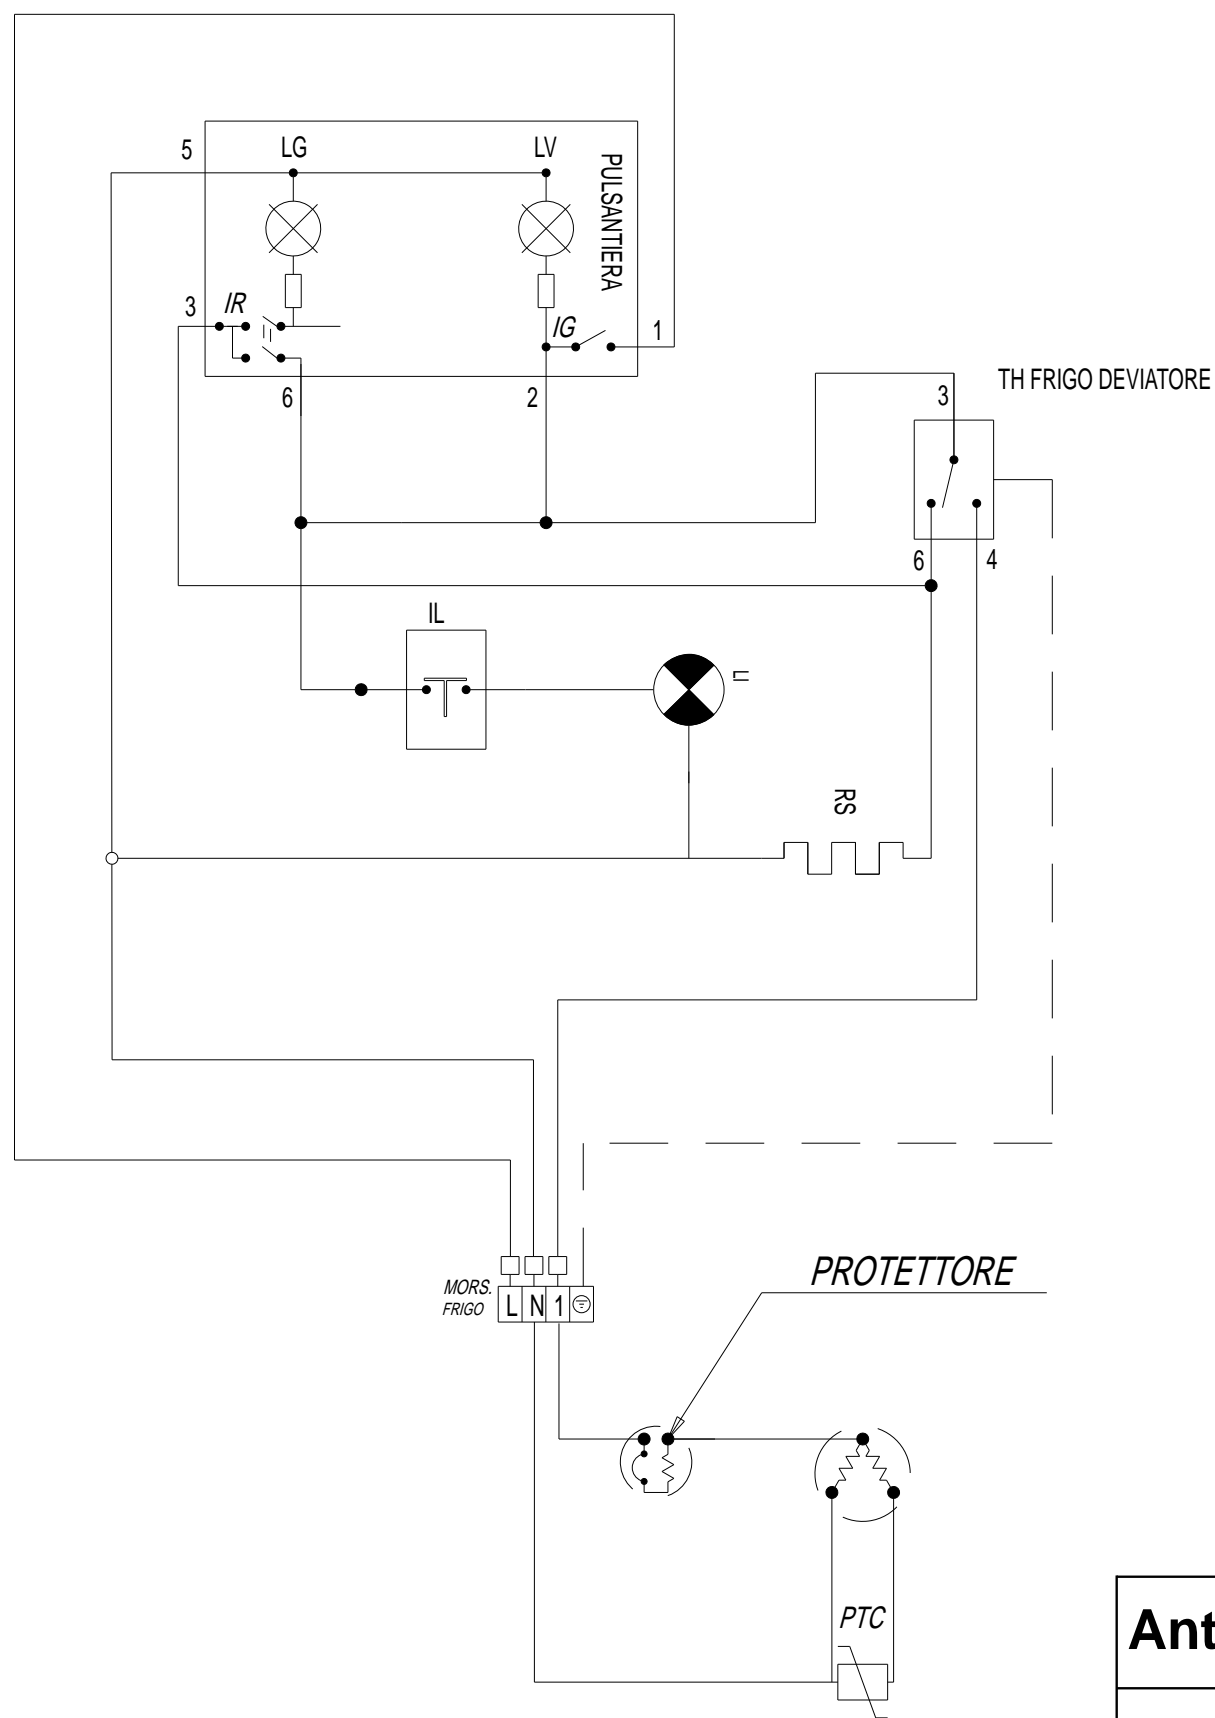 5
LG
LV
PULSANTIERA
3
IR
IG
1
6
2
TH FRIGO DEVIATORE
3
6
4
IL
LI
RS
PROTETTORE
MORS.
FRIGO
L N 1
PTC
Ant